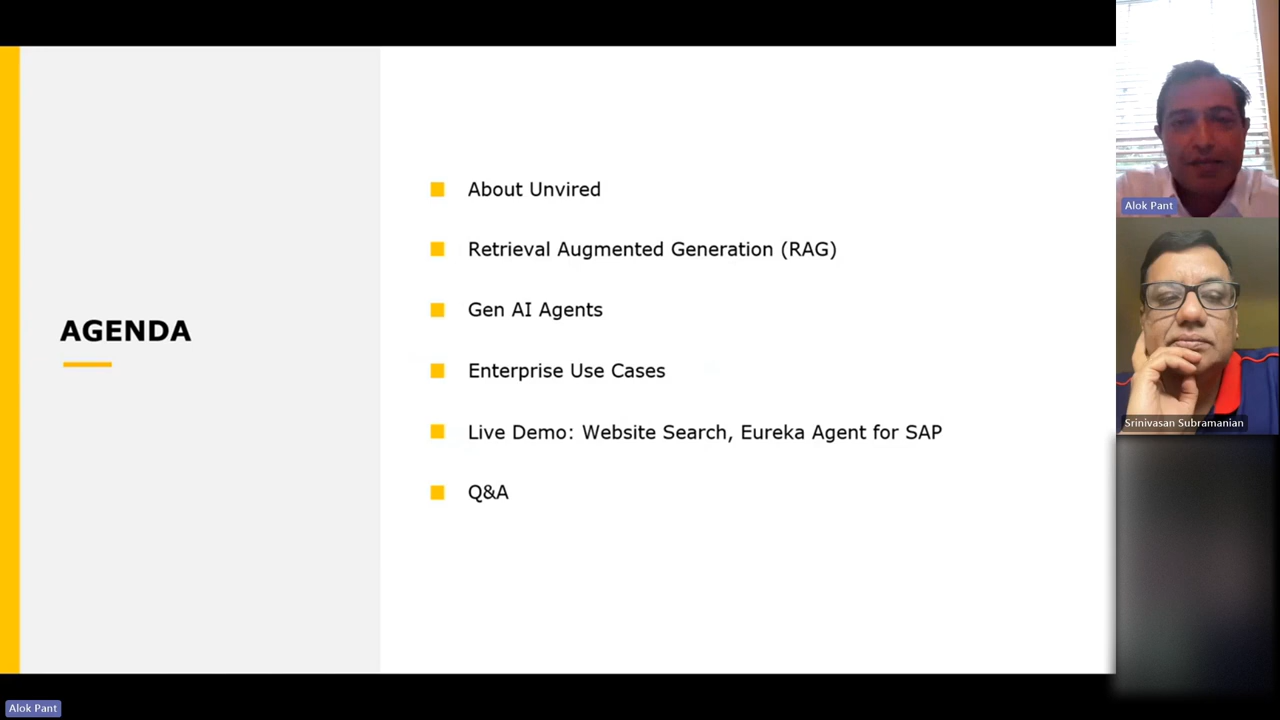 AGENDA
About Unvired
Retrieval Augmented Generation (RAG)
Gen AI Agents
Enterprise Use Cases
Live Demo: Website Search, Eureka Agent for SAP
Q&A
Alok Pant
Srinivasan Subramanian
Alok Pant